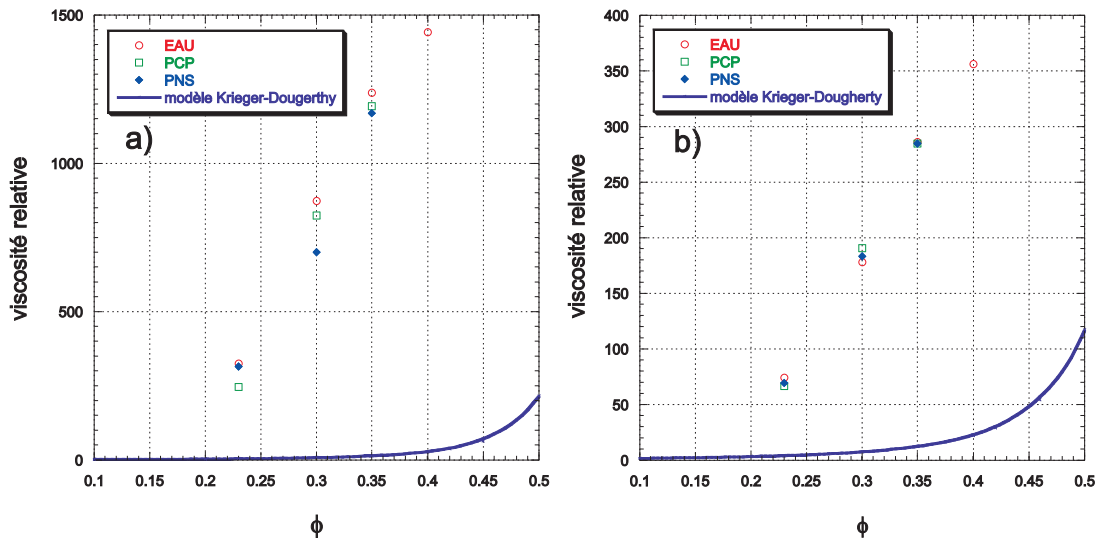 1500
1000
500
0
EAU
PCP
PNS
modèle Krieger-Dougerthy
a)
viscosité relative
0.1 0.15 0.2 0.25 0.3 0.35 0.4 0.45 0.5
ϕ
400
350
300
250
200
150
100
50
0
EAU
PCP
PNS
modèle Krieger-Dougherty
b)
viscosité relative
0.1 0.15 0.2 0.25 0.3 0.35 0.4 0.45 0.5
ϕ